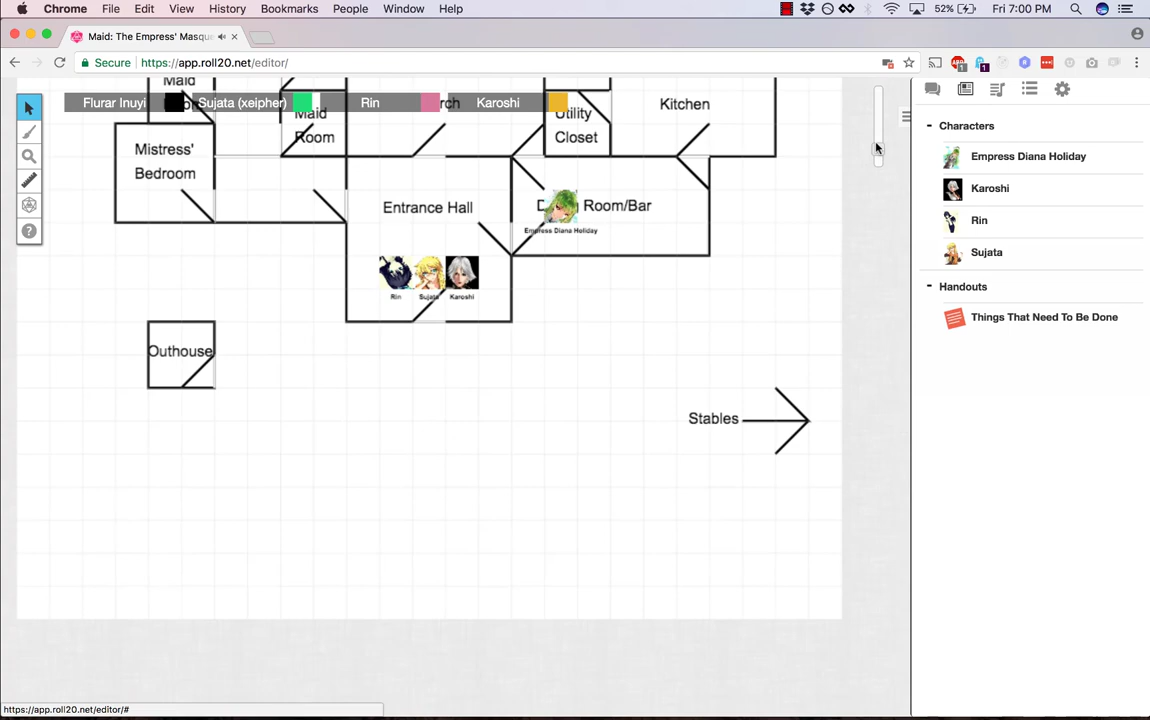 Chrome File Edit View History Bookmarks People Window Help 52% Fri 7:00 PM
Maid: The Empress' Masque
Secure https://app.roll20.net/editor/
Maid
Flurar Inuyi Sujata (xeipher) Rin Karoshi
Maid
Room
Utility
Closet
Kitchen
Mistress'
Bedroom
Entrance Hall
Room/Bar
Empress Diana Holiday
Rin Sujata Karoshi
Outhouse
Stables
Characters
Empress Diana Holiday
Karoshi
Rin
Sujata
Handouts
Things That Need To Be Done
https://app.roll20.net/editor/#